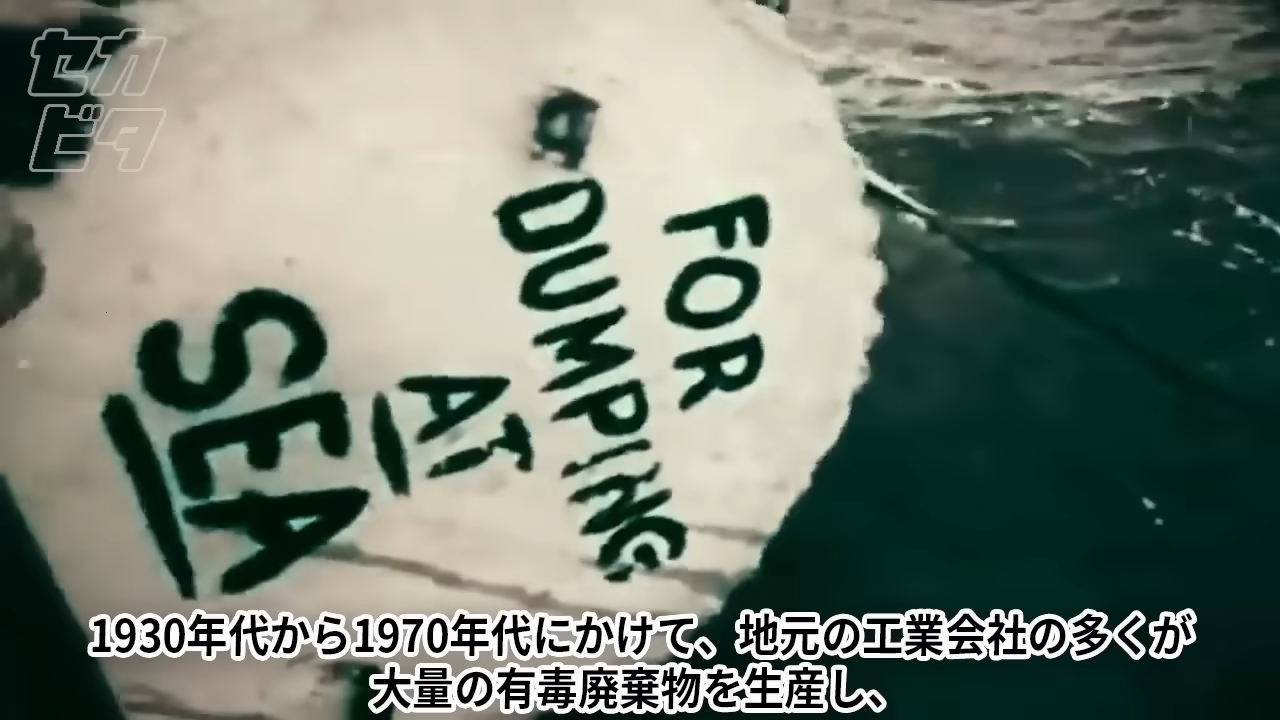 セカ
ビタ
FOR
DUMPING
AT
SEA
1930年代から1970年代にかけて、地元の工業会社の多くが
大量の有毒廃棄物を生産し、